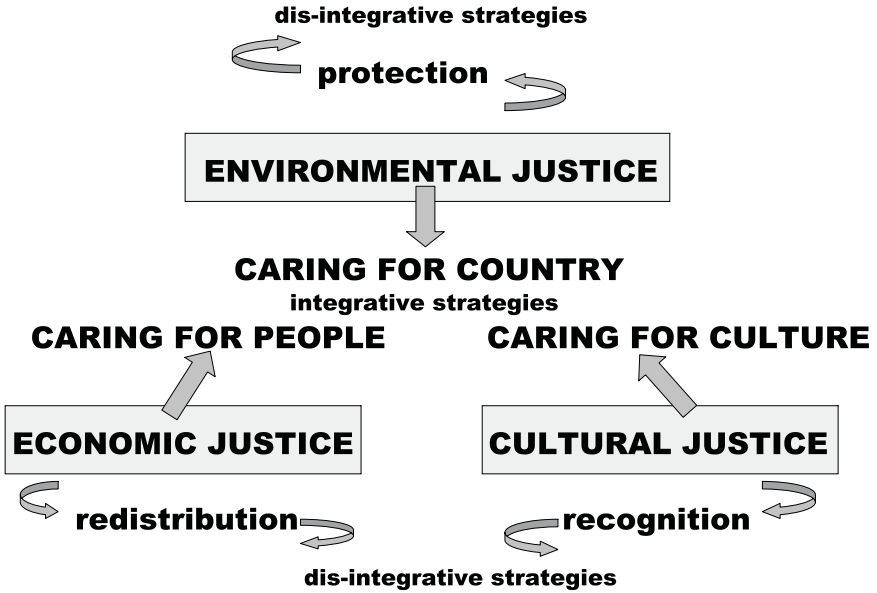 dis-integrative strategies
protection
ENVIRONMENTAL JUSTICE
CARING FOR COUNTRY
integrative strategies
CARING FOR PEOPLE
CARING FOR CULTURE
ECONOMIC JUSTICE
CULTURAL JUSTICE
redistribution
recognition
dis-integrative strategies